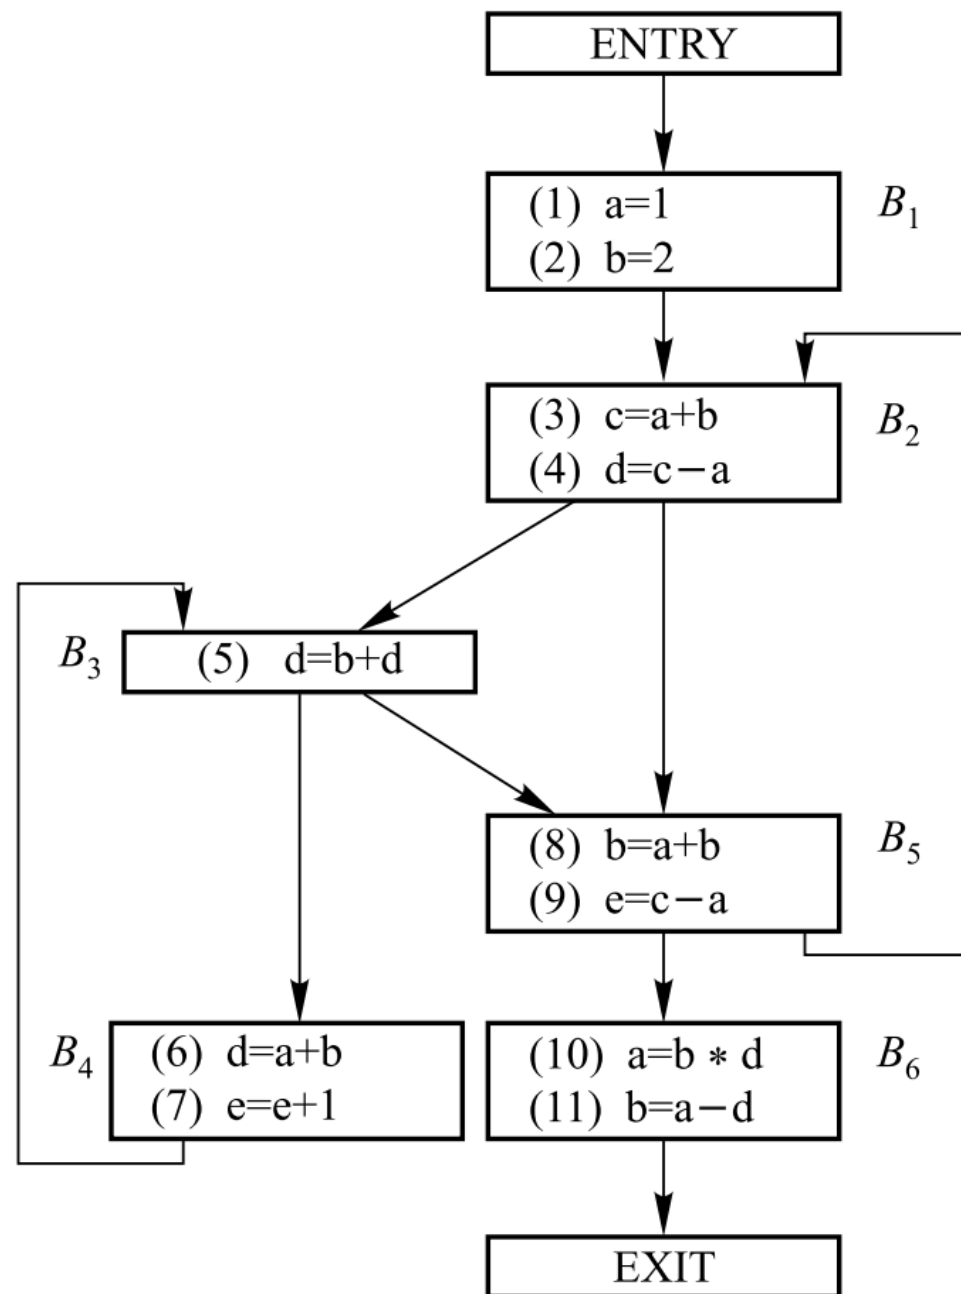 ENTRY
(1) a=1
(2) b=2
B1
(3) c=a+b
(4) d=c−a
B2
B3
(5) d=b+d
(8) b=a+b
(9) e=c−a
B5
B4
(6) d=a+b
(7) e=e+1
(10) a=b * d
(11) b=a−d
B6
EXIT